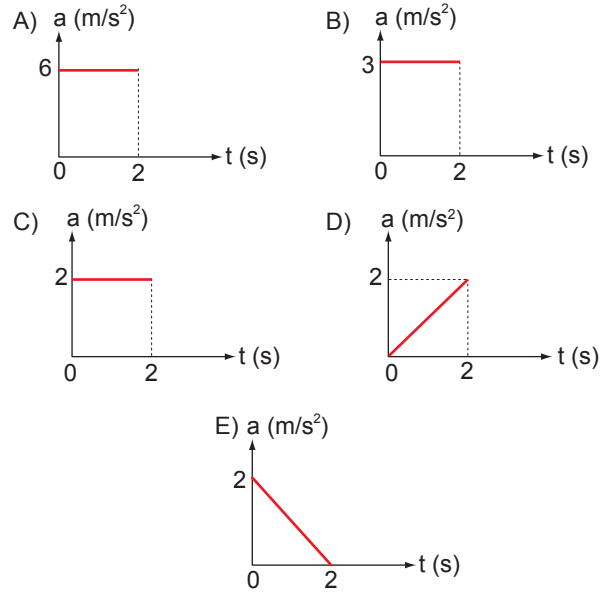 A) a (m/s²)
6
0 2 t (s)
B) a (m/s²)
3
0 2 t (s)
C) a (m/s²)
2
0 2 t (s)
D) a (m/s²)
2
0 2 t (s)
E) a (m/s²)
2
0 2 t (s)